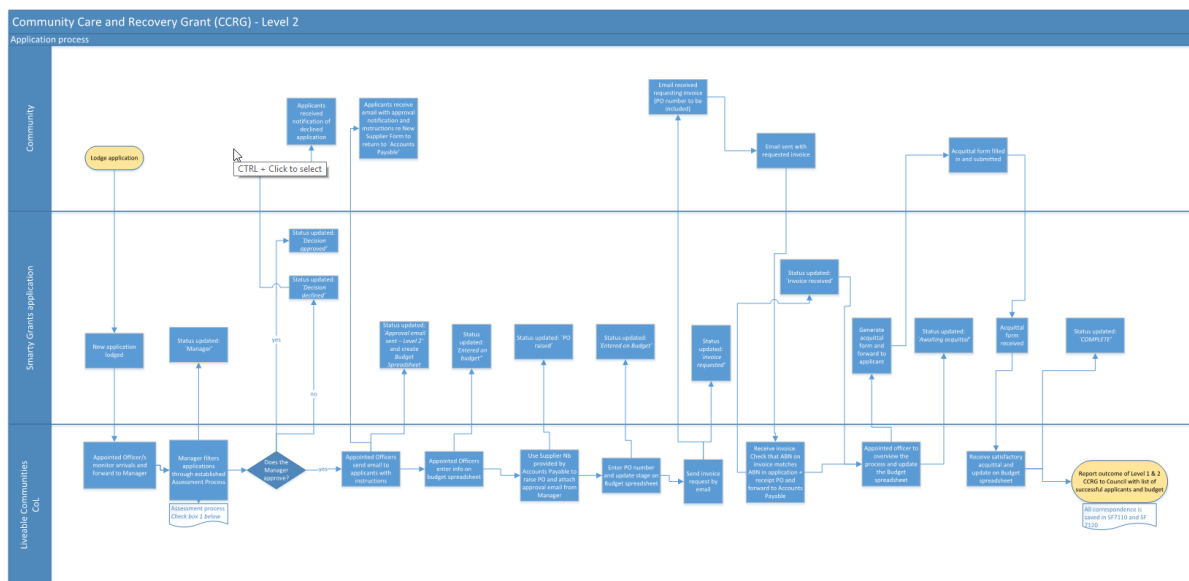 Community Care and Recovery Grant (CCRG) - Level 2
Application process
Community
Lodge application
Applicants
received
notification of
declined
application
Applicants receive
email with approval
notification and
instructions re New
Supplier Form to
return to 'Accounts
Payable'
Email received
requesting invoice
(PO number to be
included)
Email sent with
requested invoice
Acquittal form filled
in and submitted
CTRL + Click to select
Smarty Grants application
New application
lodged
Status updated:
'Manager'
Status updated:
'Decision
approved'
Status updated:
'Decision
declined'
yes
no
Status updated:
'Approval email
sent – Level 2'
and create
Budget
Spreadsheet
Status
updated:
'Entered on
budget"
Status updated: 'PO
raised'
Status updated:
'Entered on Budget'
Status
updated:
'invoice
requested'
Status updated:
'Invoice received'
Generate
acquittal
form and
forward to
applicant
Status updated:
'Awaiting acquittal'
Acquittal
form
received
Status updated:
'COMPLETE'
Liveable Communities
CoL
Appointed Officer/s
monitor arrivals and
forward to Manager
Manager filters
applications
through established
Assessment Process
Assessment process
Check box 1 below
Does the
Manager
approve?
yes
Appointed Officers
send email to
applicants with
instructions
Appointed Officers
enter info on
budget spreadsheet
Use Supplier Nb
provided by
Accounts Payable to
raise PO and attach
approval email from
Manager
Enter PO number
and update stage on
Budget spreadsheet
Send invoice
request by
email
Receive invoice.
Check that ABN on
invoice matches
ABN in application =
receipt PO and
forward to Accounts
Payable
Appointed officer to
overview the
process and update
the Budget
spreadsheet
Receive satisfactory
acquittal and
update on Budget
spreadsheet
Report outcome of Level 1 & 2
CCRG to Council with list of
successful applicants and budget
All correspondence is
saved in SF7110 and SF
7120